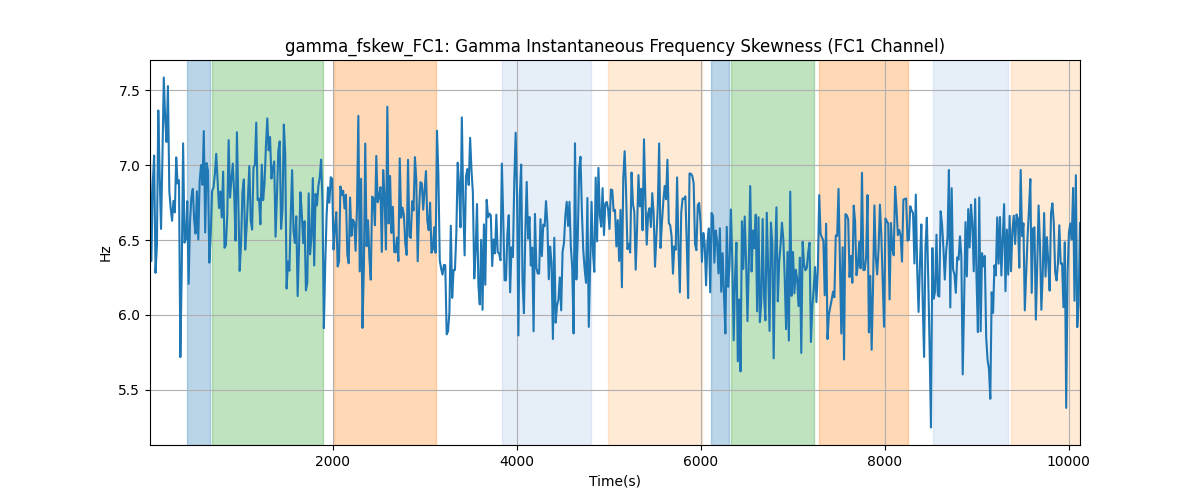 gamma_fskew_FC1: Gamma Instantaneous Frequency Skewness (FC1 Channel)
7.5
7.0
6.5
6.0
5.5
Hz
2000 4000 6000 8000 10000
Time(s)